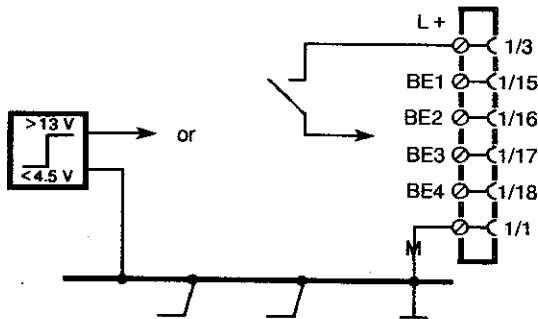 L +
1/3
BE1 1/15
>13 V
or
BE2 1/16
<4.5 V
BE3 1/17
BE4 1/18
1/1
M